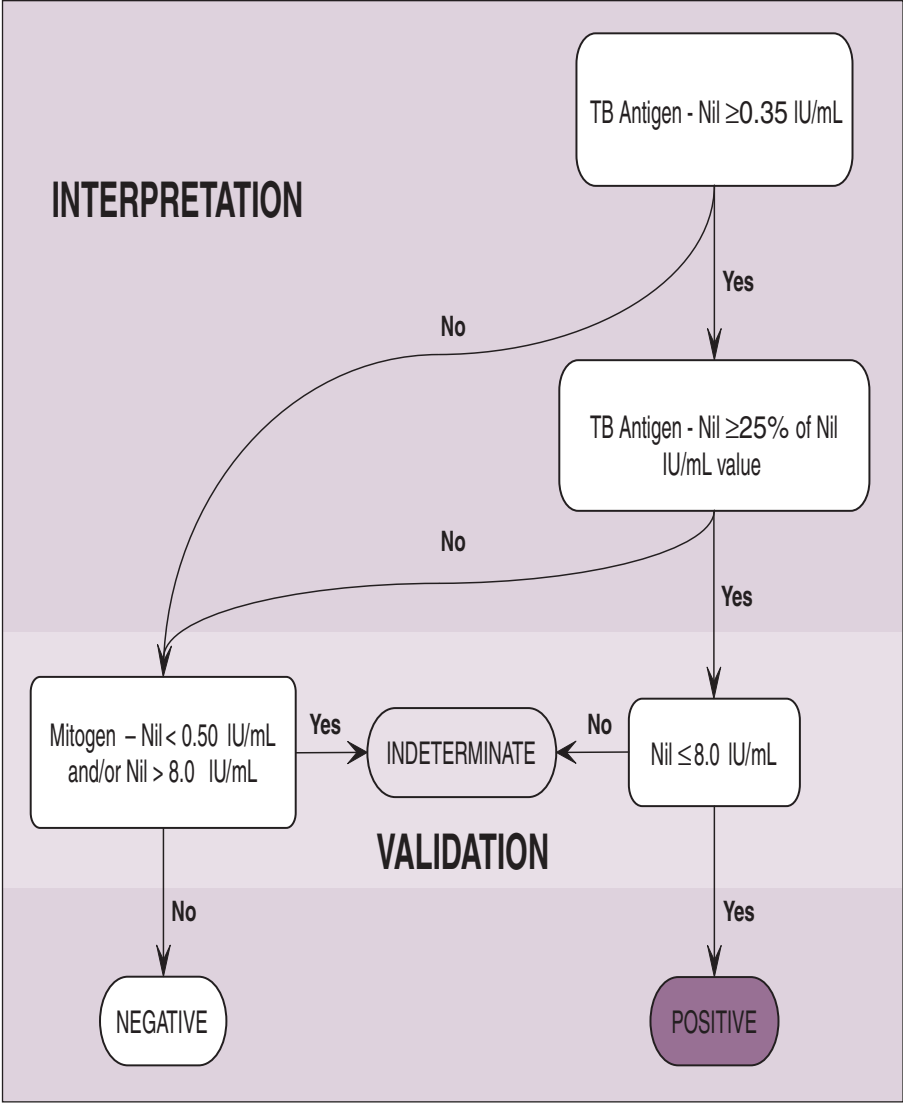 TB Antigen - Nil ≥0.35 IU/mL
INTERPRETATION
Yes
No
TB Antigen - Nil ≥25% of Nil
IU/mL value
No
Yes
Mitogen – Nil < 0.50 IU/mL
and/or Nil > 8.0 IU/mL
Yes
INDETERMINATE
No
Nil ≤8.0 IU/mL
VALIDATION
No
Yes
NEGATIVE
POSITIVE